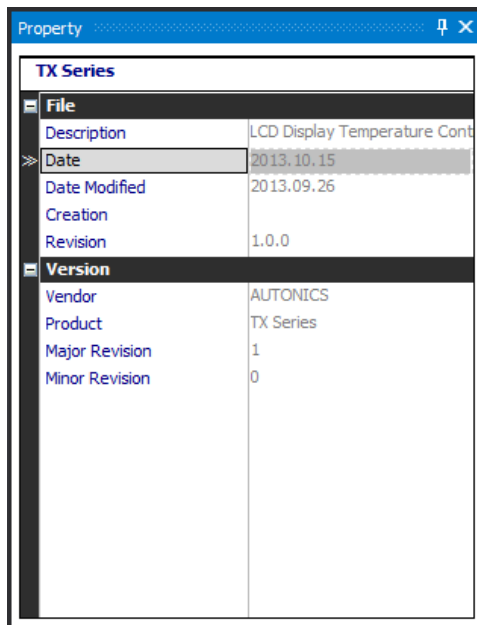 Property
TX Series
File
Description LCD Display Temperature Cont
Date 2013.10.15
Date Modified 2013.09.26
Creation
Revision 1.0.0
Version
Vendor AUTONICS
Product TX Series
Major Revision 1
Minor Revision 0